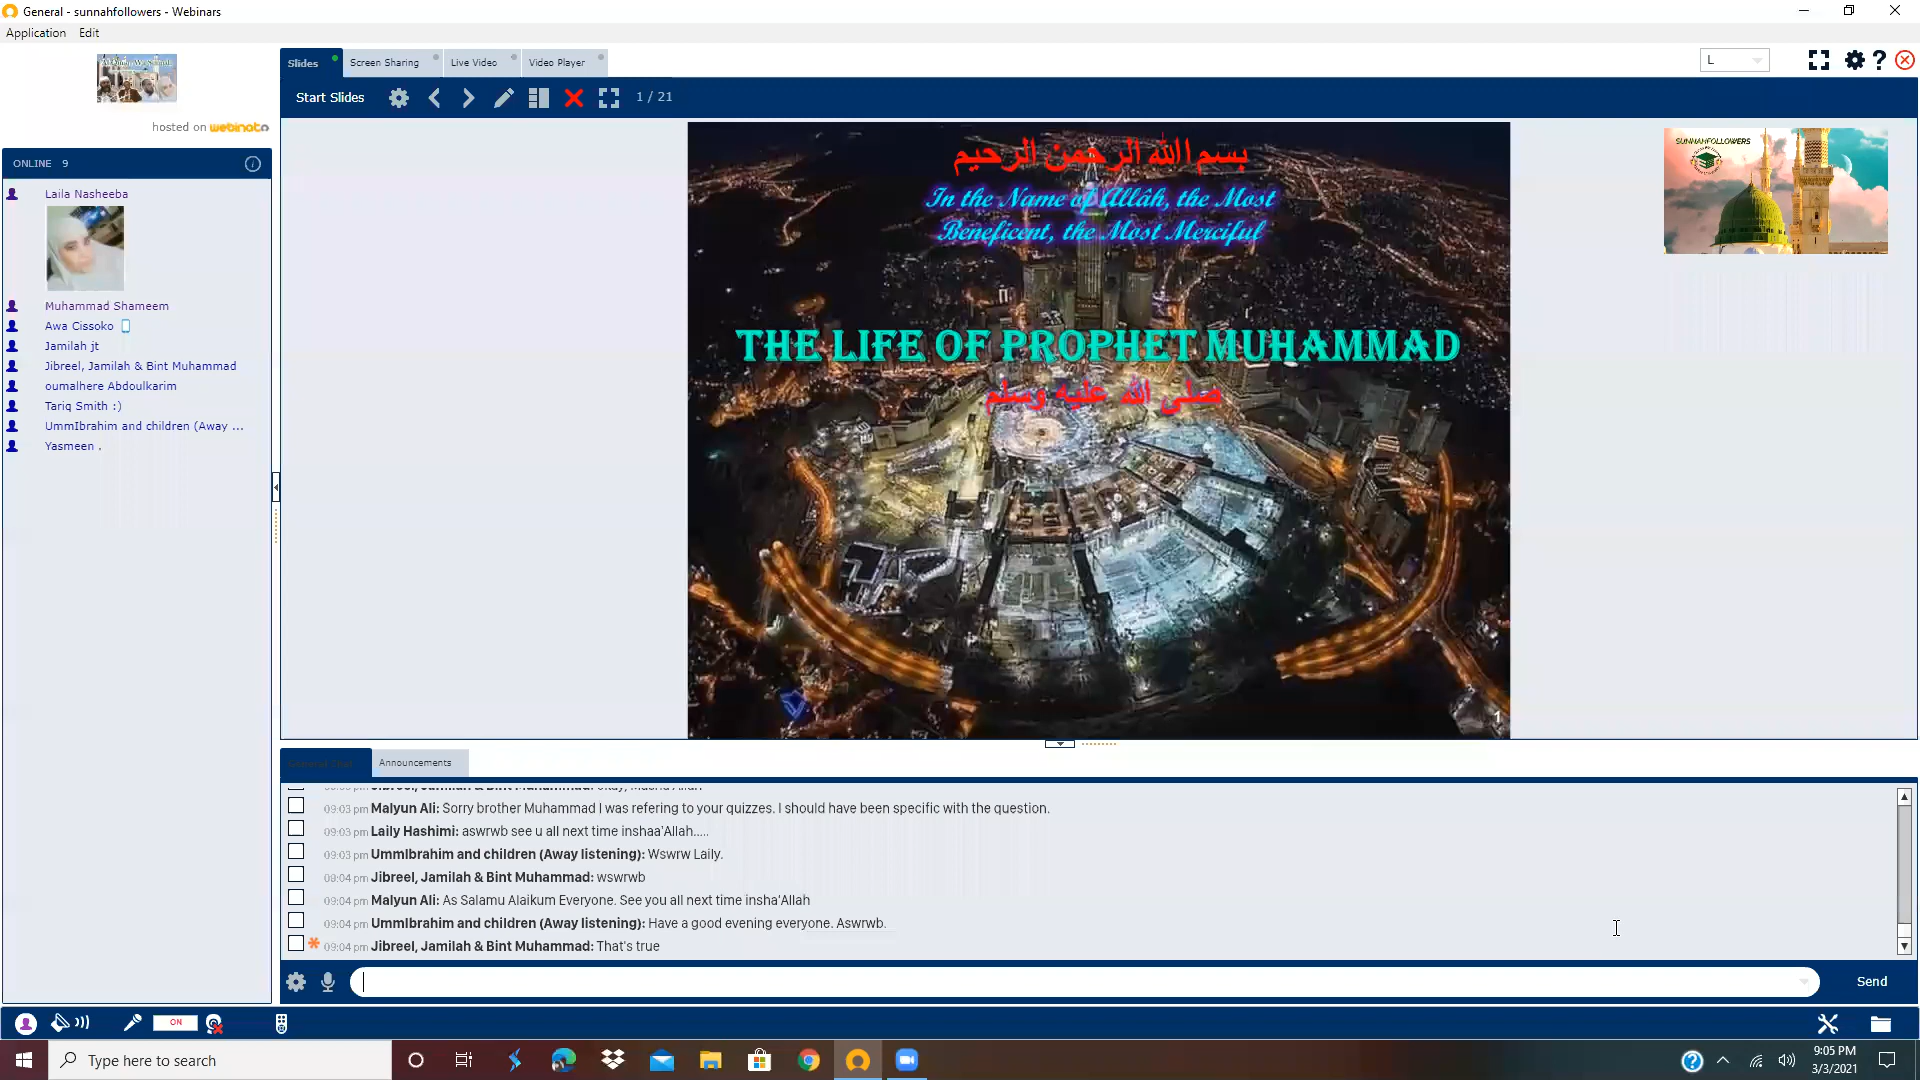 General - sunnahfollowers - Webinars
Application Edit
hosted on webinato
Slides
Screen Sharing
Live Video
Video Player
L
Start Slides
1 / 21
ONLINE 9
Laila Nasheeba
Muhammad Shameem
Awa Cissoko
Jamilah jt
Jibreel, Jamilah & Bint Muhammad
oumalhere Abdoulkarim
Tariq Smith :)
UmmIbrahim and children (Away ...
Yasmeen .
بسم االله الرحمن الرحيم
In the Name of Allâh, the Most
Beneficent, the Most Merciful
THE LIFE OF PROPHET MUHAMMAD
صلى الله عليه وسلم
1
SUNNAHFOLLOWERS
Announcements
09:03 pm Malyun Ali: Sorry brother Muhammad I was refering to your quizzes. I should have been specific with the question.
09:03 pm Laily Hashimi: aswrwb see u all next time inshaa'Allah.....
09:03 pm UmmIbrahim and children (Away listening): Wswrw Laily.
09:04 pm Jibreel, Jamilah & Bint Muhammad: wswrwb
09:04 pm Malyun Ali: As Salamu Alaikum Everyone. See you all next time insha'Allah
09:04 pm UmmIbrahim and children (Away listening): Have a good evening everyone. Aswrwb.
09:04 pm Jibreel, Jamilah & Bint Muhammad: That's true
Send
ON
Type here to search
9:05 PM
3/3/2021